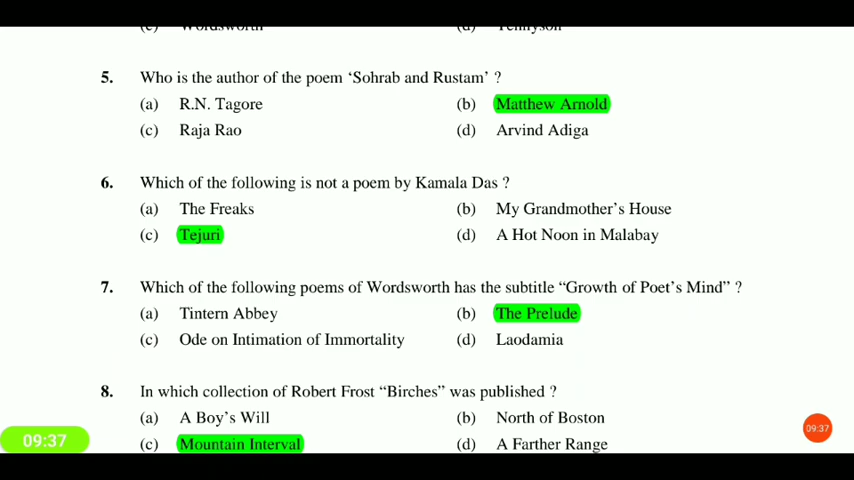 (c) Wordsworth (d) Tennyson
5. Who is the author of the poem ‘Sohrab and Rustam’ ?
(a) R.N. Tagore (b) Matthew Arnold
(c) Raja Rao (d) Arvind Adiga
6. Which of the following is not a poem by Kamala Das ?
(a) The Freaks (b) My Grandmother’s House
(c) Tejuri (d) A Hot Noon in Malabay
7. Which of the following poems of Wordsworth has the subtitle “Growth of Poet’s Mind” ?
(a) Tintern Abbey (b) The Prelude
(c) Ode on Intimation of Immortality (d) Laodamia
8. In which collection of Robert Frost “Birches” was published ?
(a) A Boy’s Will (b) North of Boston
09:37
09:37
(c) Mountain Interval (d) A Farther Range